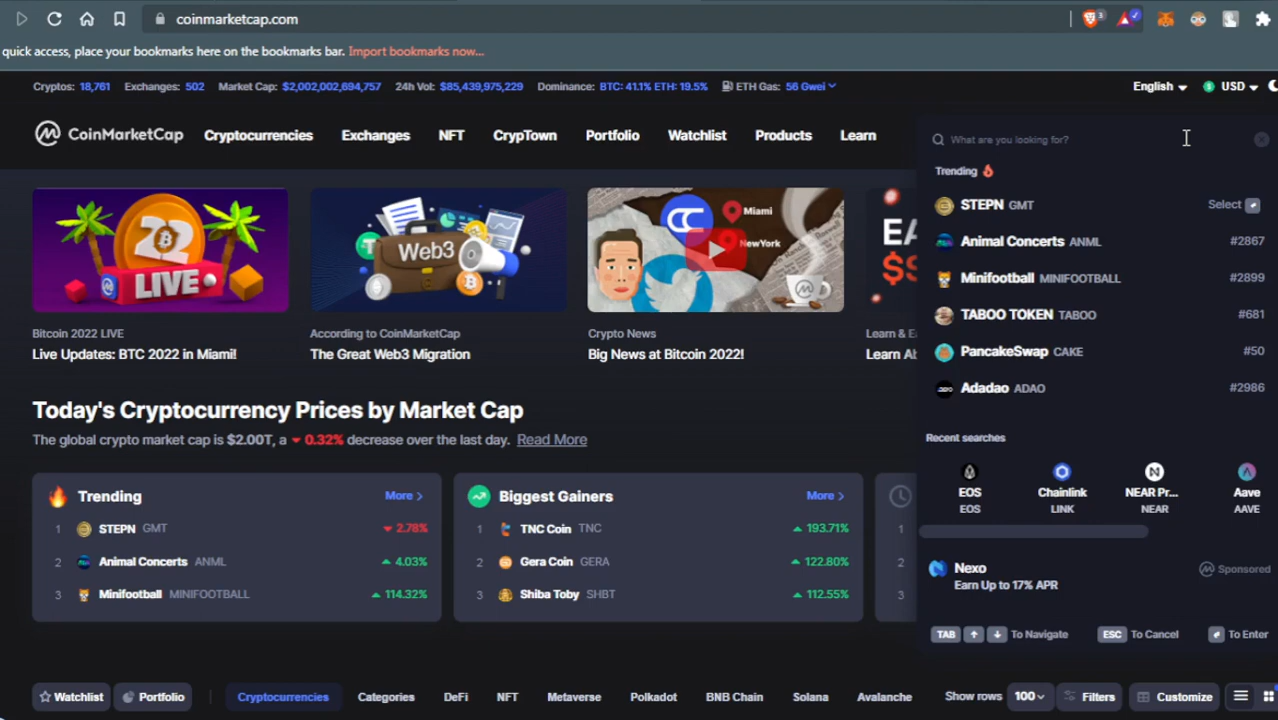 coinmarketcap.com
3
quick access, place your bookmarks here on the bookmarks bar. Import bookmarks now...
Cryptos: 18,761 Exchanges: 502 Market Cap: $2,002,002,694,757 24h Vol: $85,439,975,229 Dominance: BTC: 41.1% ETH: 19.5% ETH Gas: 56 Gwei
English USD
CoinMarketCap Cryptocurrencies Exchanges NFT CrypTown Portfolio Watchlist Products Learn
What are you looking for?
Trending
STEPN GMT Select
Animal Concerts ANML #2867
Minifootball MINIFOOTBALL #2899
TABOO TOKEN TABOO #681
PancakeSwap CAKE #50
Adadao ADAO #2986
Recent searches
EOS Chainlink NEAR Pr... Aave
EOS LINK NEAR AAVE
Nexo
Earn Up to 17% APR
Sponsored
TAB To Navigate ESC To Cancel To Enter
22
LIVE
Web3
Miami
NewYork
EA
$S
Bitcoin 2022 LIVE
Live Updates: BTC 2022 in Miami!
According to CoinMarketCap
The Great Web3 Migration
Crypto News
Big News at Bitcoin 2022!
Learn & E
Learn Al
Today's Cryptocurrency Prices by Market Cap
The global crypto market cap is $2.00T, a 0.32% decrease over the last day. Read More
Trending More
1 STEPN GMT 2.78%
2 Animal Concerts ANML 4.03%
3 Minifootball MINIFOOTBALL 114.32%
Biggest Gainers More
1 TNC Coin TNC 193.71%
2 Gera Coin GERA 122.80%
3 Shiba Toby SHBT 112.55%
1
2
3
Watchlist Portfolio Cryptocurrencies Categories DeFi NFT Metaverse Polkadot BNB Chain Solana Avalanche Show rows 100 Filters Customize